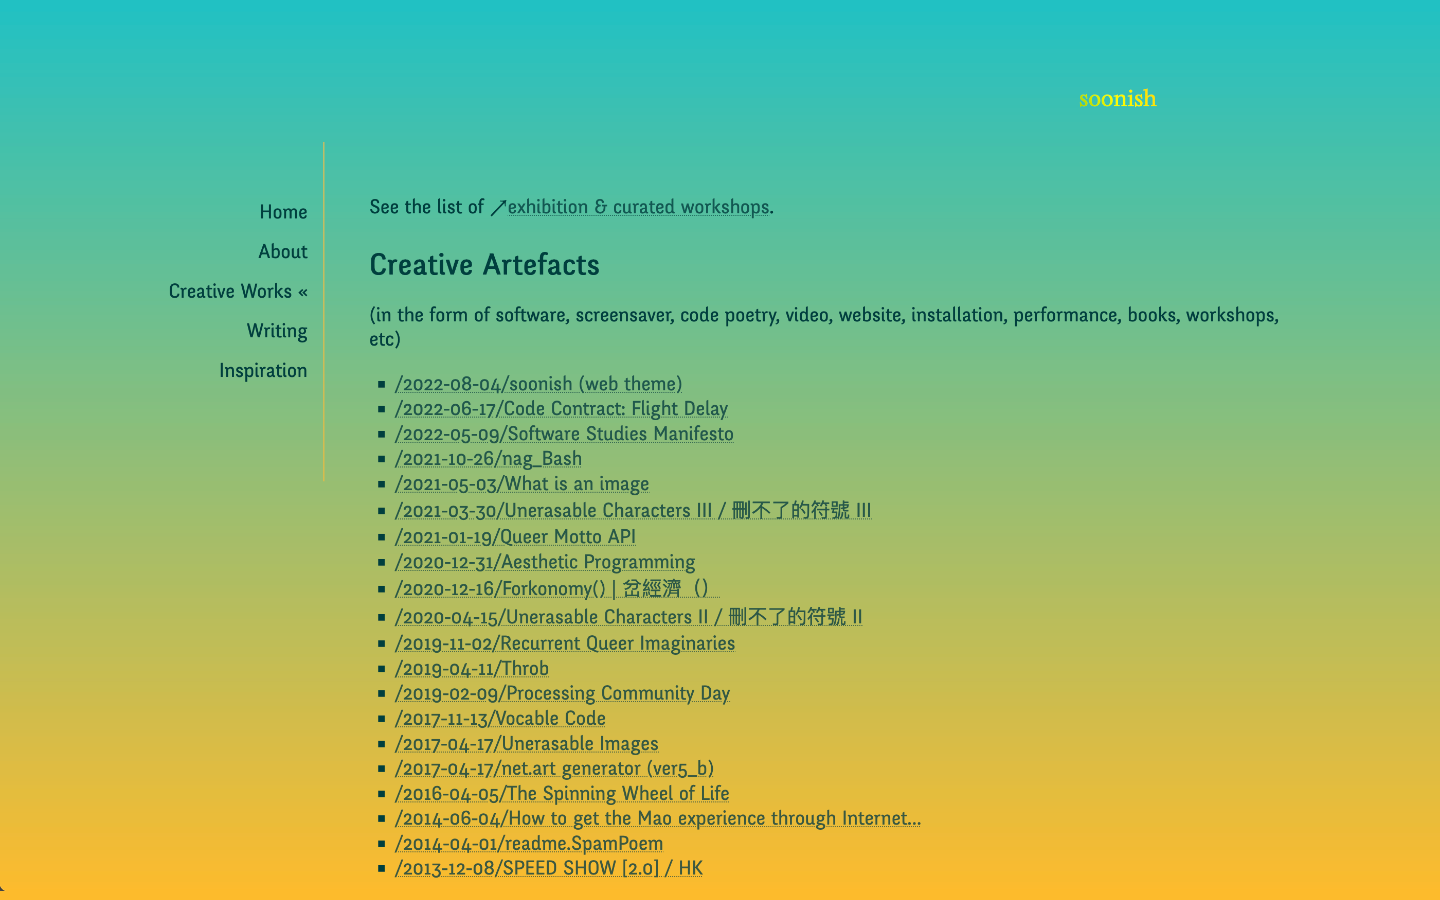 soonish
Home
About
Creative Works «
Writing
Inspiration
See the list of ↗exhibition & curated workshops.
Creative Artefacts
(in the form of software, screensaver, code poetry, video, website, installation, performance, books, workshops,
etc)
/2022-08-04/soonish (web theme)
/2022-06-17/Code Contract: Flight Delay
/2022-05-09/Software Studies Manifesto
/2021-10-26/nag_Bash
/2021-05-03/What is an image
/2021-03-30/Unerasable Characters III / 刪不了的符號 III
/2021-01-19/Queer Motto API
/2020-12-31/Aesthetic Programming
/2020-12-16/Forkonomy() | 岔經濟（）
/2020-04-15/Unerasable Characters II / 刪不了的符號 II
/2019-11-02/Recurrent Queer Imaginaries
/2019-04-11/Throb
/2019-02-09/Processing Community Day
/2017-11-13/Vocable Code
/2017-04-17/Unerasable Images
/2017-04-17/net.art generator (ver5_b)
/2016-04-05/The Spinning Wheel of Life
/2014-06-04/How to get the Mao experience through Internet...
/2014-04-01/readme.SpamPoem
/2013-12-08/SPEED SHOW [2.0] / HK